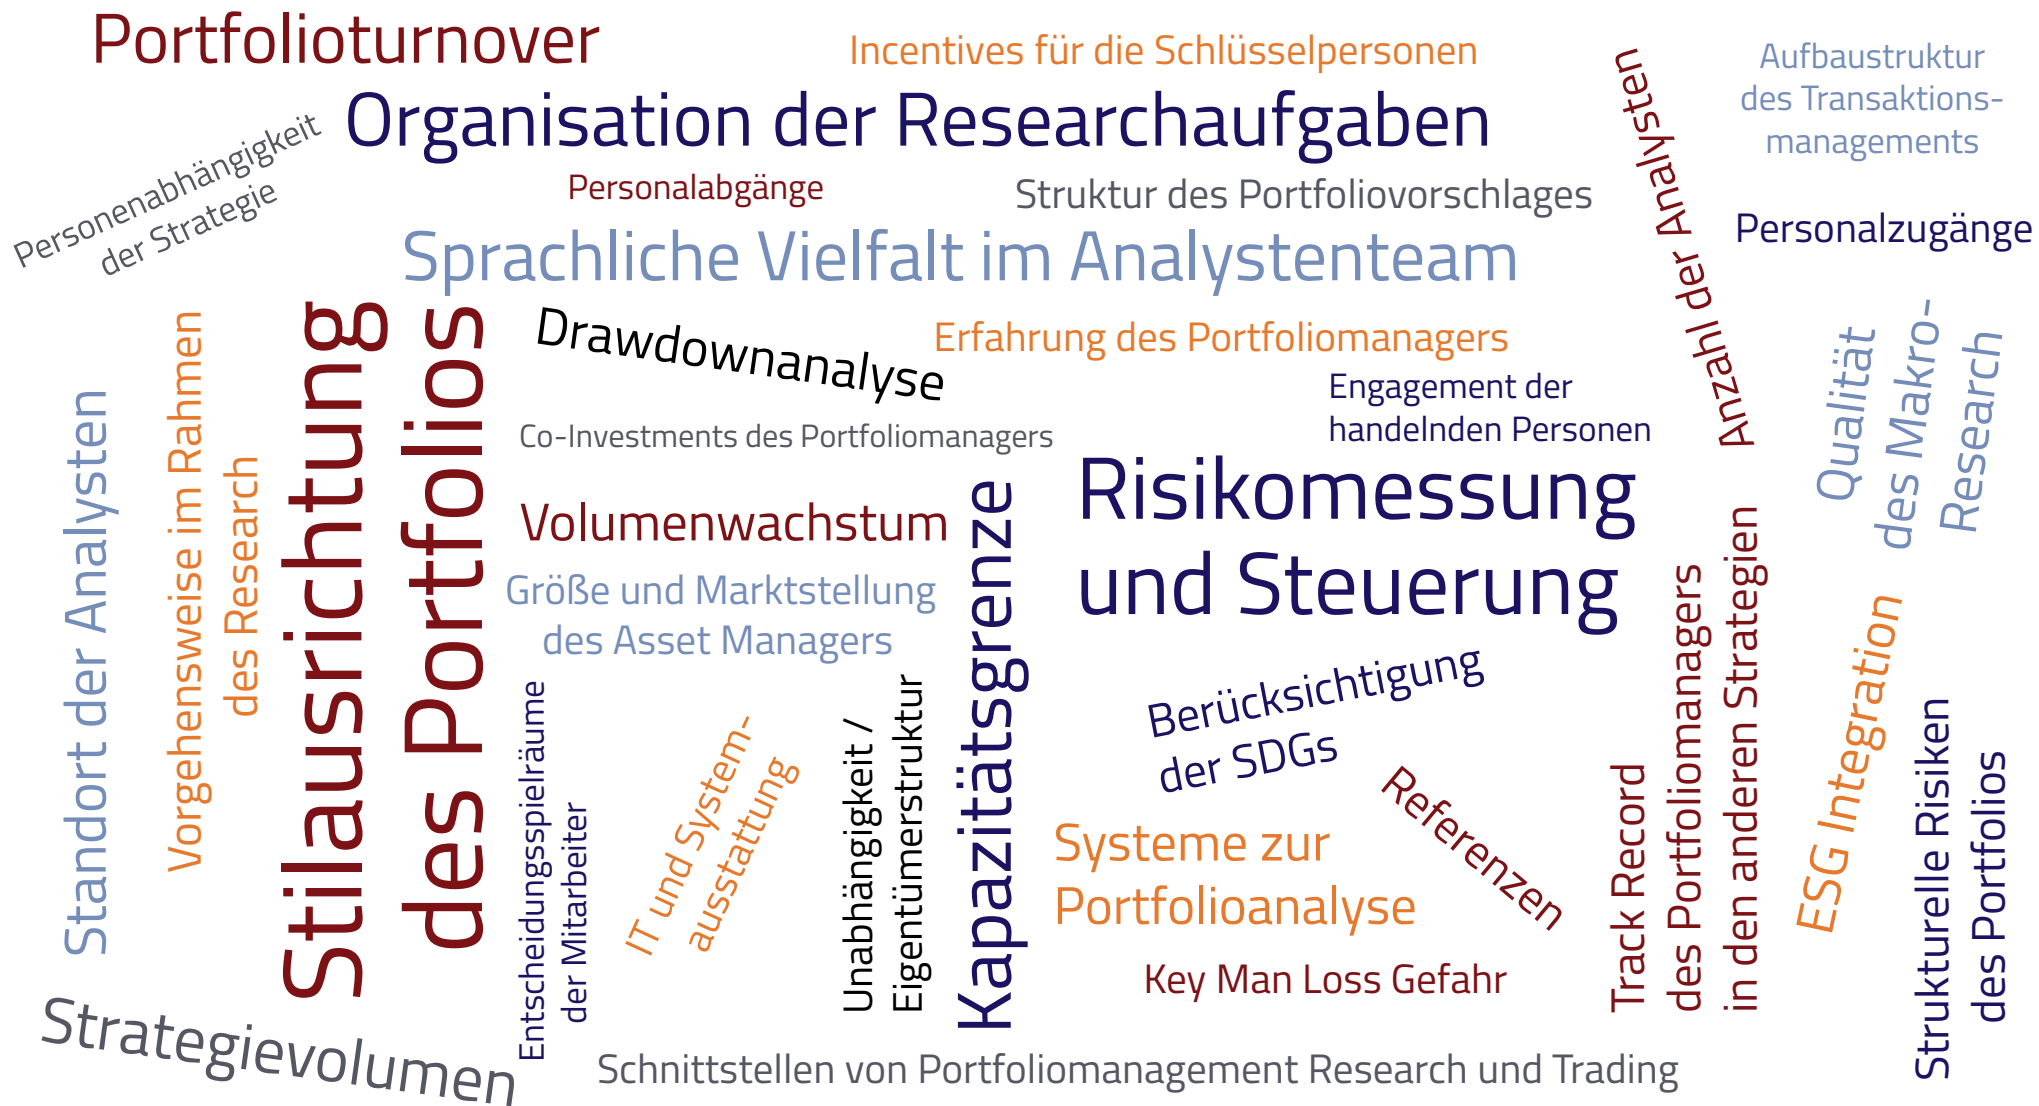 Portfolioturnover
Incentives für die Schlüsselpersonen
Aufbaustruktur
des Transaktions-
managements
Organisation der Researchaufgaben
Personenabhängigkeit
der Strategie
Personalabgänge
Struktur des Portfoliovorschlages
Anzahl der Analysten
Personalzugänge
Sprachliche Vielfalt im Analystenteam
Drawdownanalyse
Erfahrung des Portfoliomanagers
Engagement der
handelnden Personen
Qualität
des Makro-
Research
Standort der Analysten
Vorgehensweise im Rahmen
des Research
Stilausrichtung
des Portfolios
Co-Investments des Portfoliomanagers
Volumenwachstum
Risikomessung
und Steuerung
Größe und Marktstellung
des Asset Managers
Kapazitätsgrenze
Entscheidungsspielräume
der Mitarbeiter
IT und System-
ausstattung
Unabhängigkeit /
Eigentümerstruktur
Berücksichtigung
der SDGs
Referenzen
Systeme zur
Portfolioanalyse
Key Man Loss Gefahr
Track Record
des Portfoliomanagers
in den anderen Strategien
ESG Integration
Strukturelle Risiken
des Portfolios
Strategievolumen
Schnittstellen von Portfoliomanagement Research und Trading